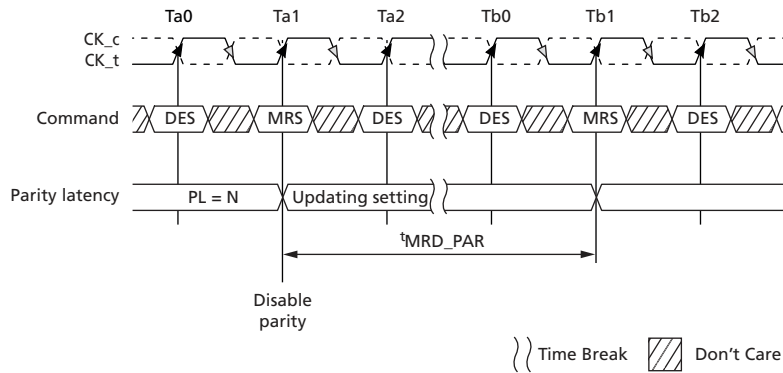 Ta0 Ta1 Ta2 Tb0 Tb1 Tb2
CK_c
CK_t
Command DES MRS DES DES MRS DES
Parity latency PL = N Updating setting
tMRD_PAR
Disable
parity
Time Break Don't Care